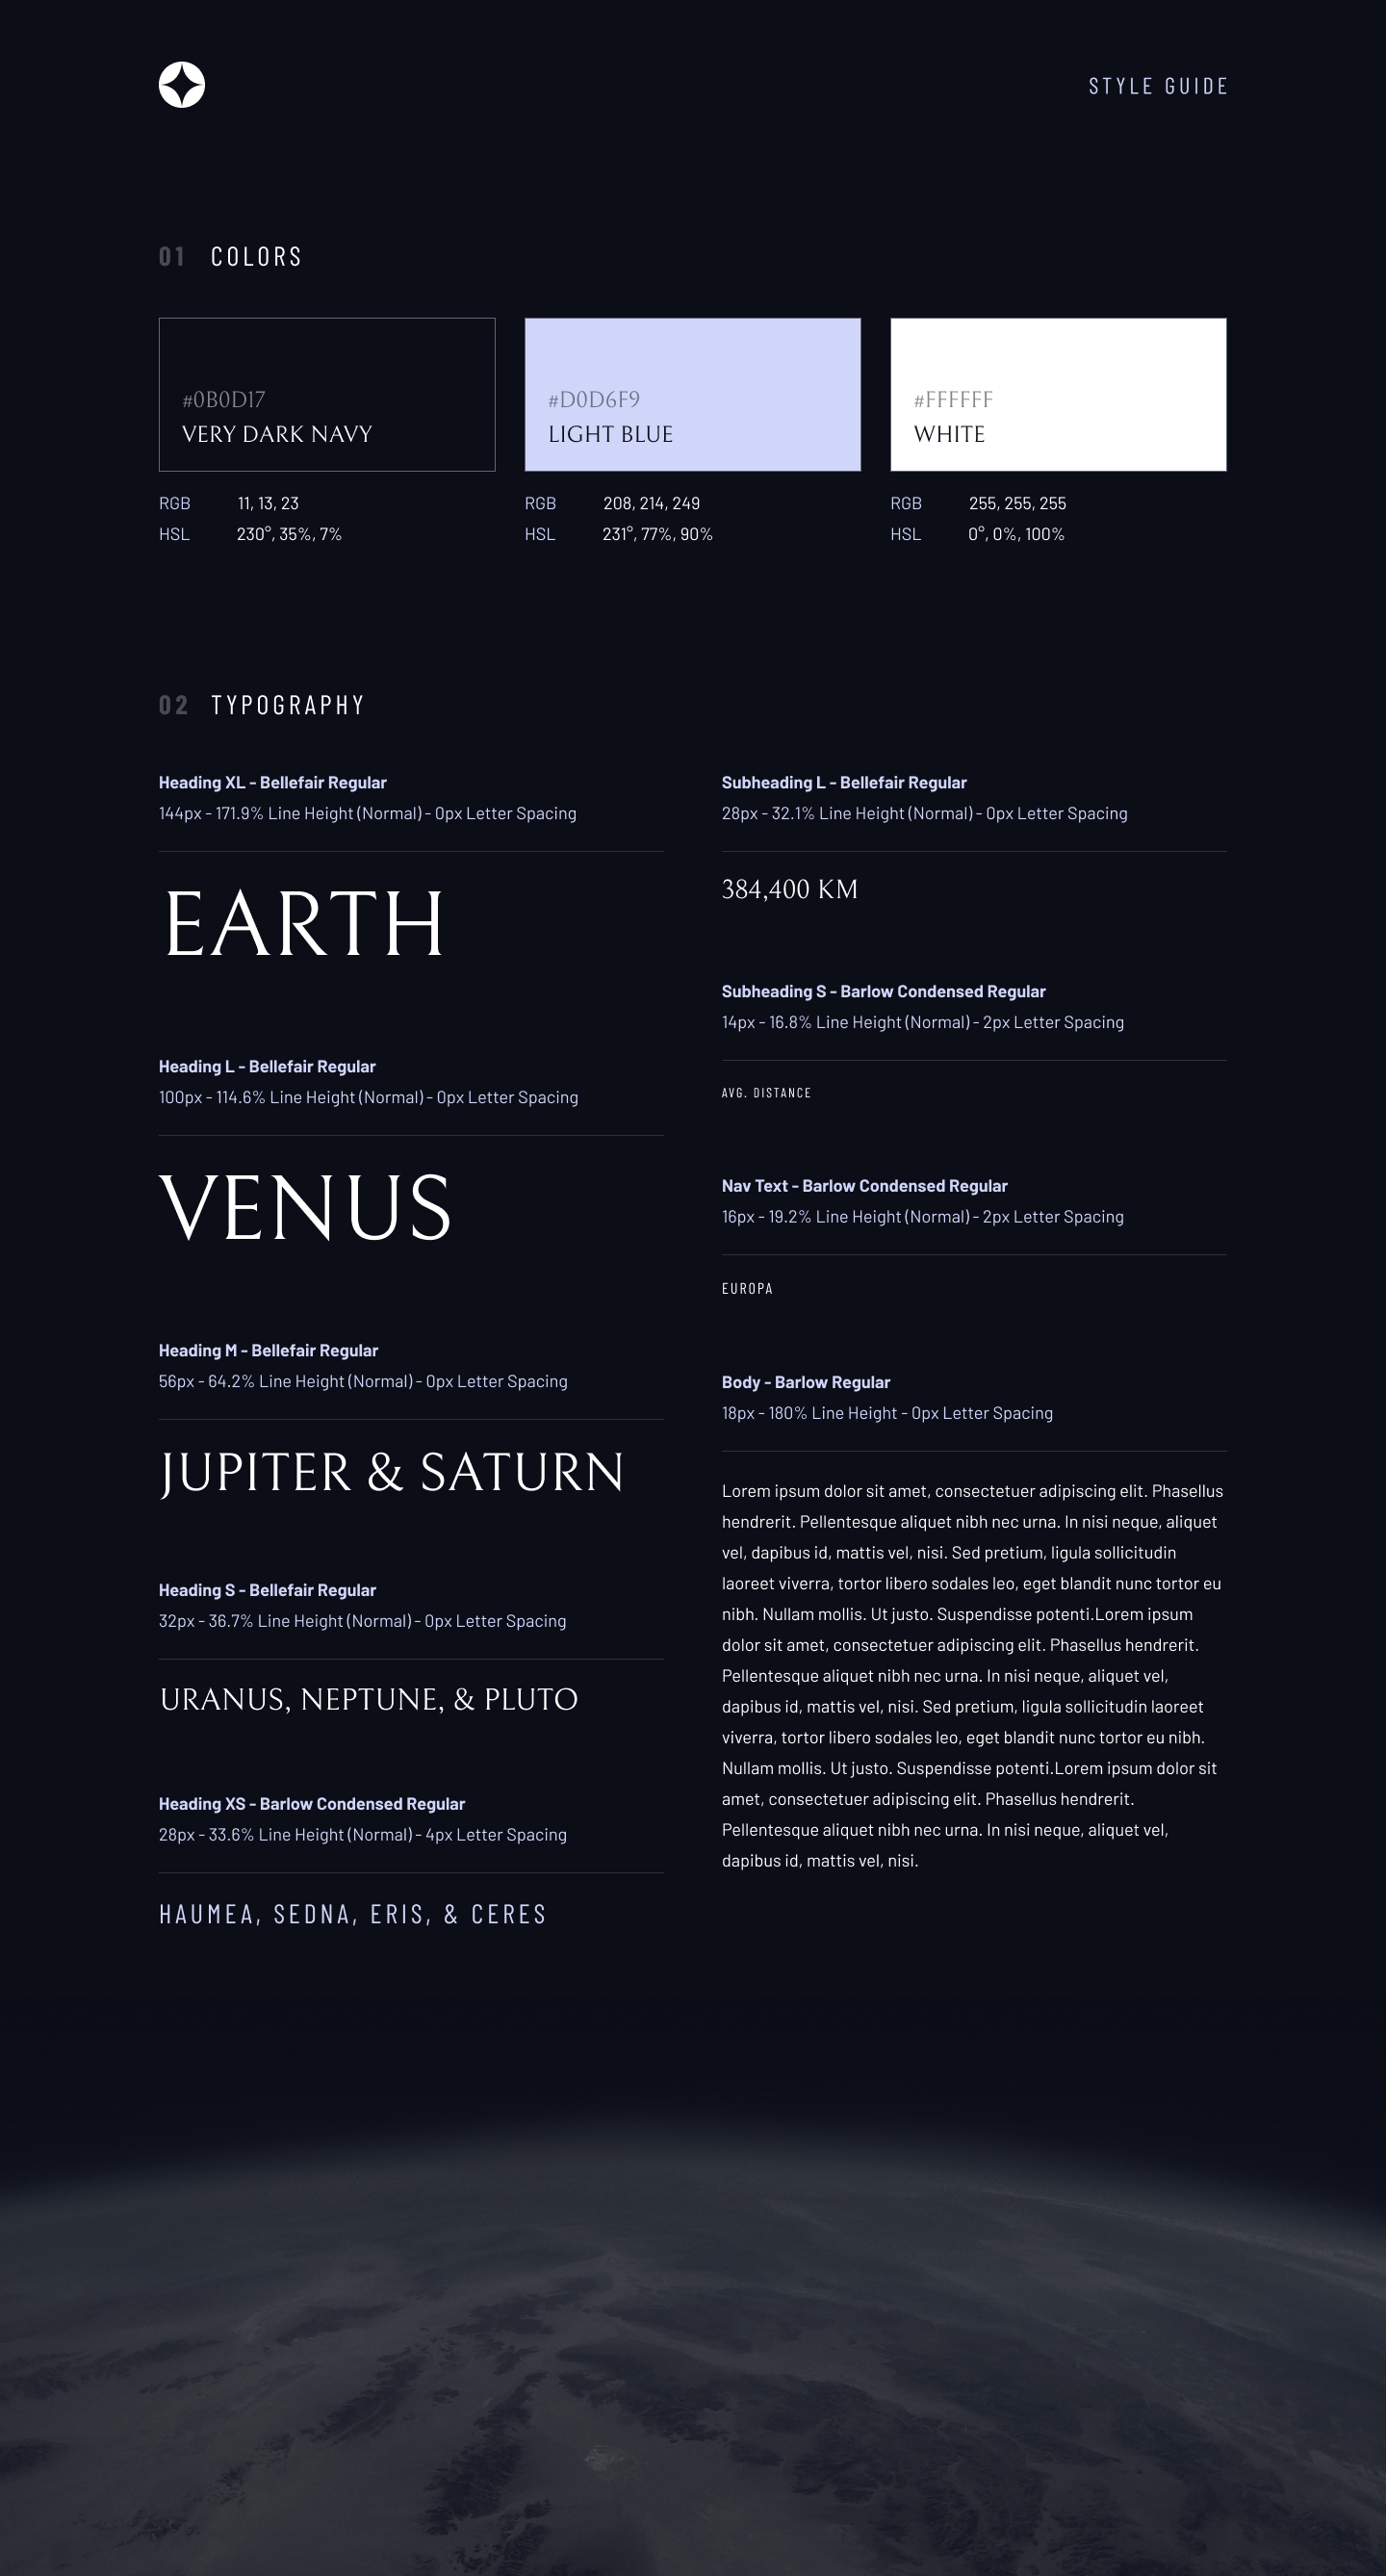 STYLE GUIDE
01 COLORS
#0B0D17
VERY DARK NAVY
RGB 11, 13, 23
HSL 230°, 35%, 7%
#D0D6F9
LIGHT BLUE
RGB 208, 214, 249
HSL 231°, 77%, 90%
#FFFFFF
WHITE
RGB 255, 255, 255
HSL 0°, 0%, 100%
02 TYPOGRAPHY
Heading XL - Bellefair Regular
144px - 171.9% Line Height (Normal) - 0px Letter Spacing
EARTH
Heading L - Bellefair Regular
100px - 114.6% Line Height (Normal) - 0px Letter Spacing
VENUS
Heading M - Bellefair Regular
56px - 64.2% Line Height (Normal) - 0px Letter Spacing
JUPITER & SATURN
Heading S - Bellefair Regular
32px - 36.7% Line Height (Normal) - 0px Letter Spacing
URANUS, NEPTUNE, & PLUTO
Heading XS - Barlow Condensed Regular
28px - 33.6% Line Height (Normal) - 4px Letter Spacing
HAUMEA, SEDNA, ERIS, & CERES
Subheading L - Bellefair Regular
28px - 32.1% Line Height (Normal) - 0px Letter Spacing
384,400 KM
Subheading S - Barlow Condensed Regular
14px - 16.8% Line Height (Normal) - 2px Letter Spacing
AVG. DISTANCE
Nav Text - Barlow Condensed Regular
16px - 19.2% Line Height (Normal) - 2px Letter Spacing
EUROPA
Body - Barlow Regular
18px - 180% Line Height - 0px Letter Spacing
Lorem ipsum dolor sit amet, consectetuer adipiscing elit. Phasellus
hendrerit. Pellentesque aliquet nibh nec urna. In nisi neque, aliquet
vel, dapibus id, mattis vel, nisi. Sed pretium, ligula sollicitudin
laoreet viverra, tortor libero sodales leo, eget blandit nunc tortor eu
nibh. Nullam mollis. Ut justo. Suspendisse potenti.Lorem ipsum
dolor sit amet, consectetuer adipiscing elit. Phasellus hendrerit.
Pellentesque aliquet nibh nec urna. In nisi neque, aliquet vel,
dapibus id, mattis vel, nisi. Sed pretium, ligula sollicitudin laoreet
viverra, tortor libero sodales leo, eget blandit nunc tortor eu nibh.
Nullam mollis. Ut justo. Suspendisse potenti.Lorem ipsum dolor sit
amet, consectetuer adipiscing elit. Phasellus hendrerit.
Pellentesque aliquet nibh nec urna. In nisi neque, aliquet vel,
dapibus id, mattis vel, nisi.